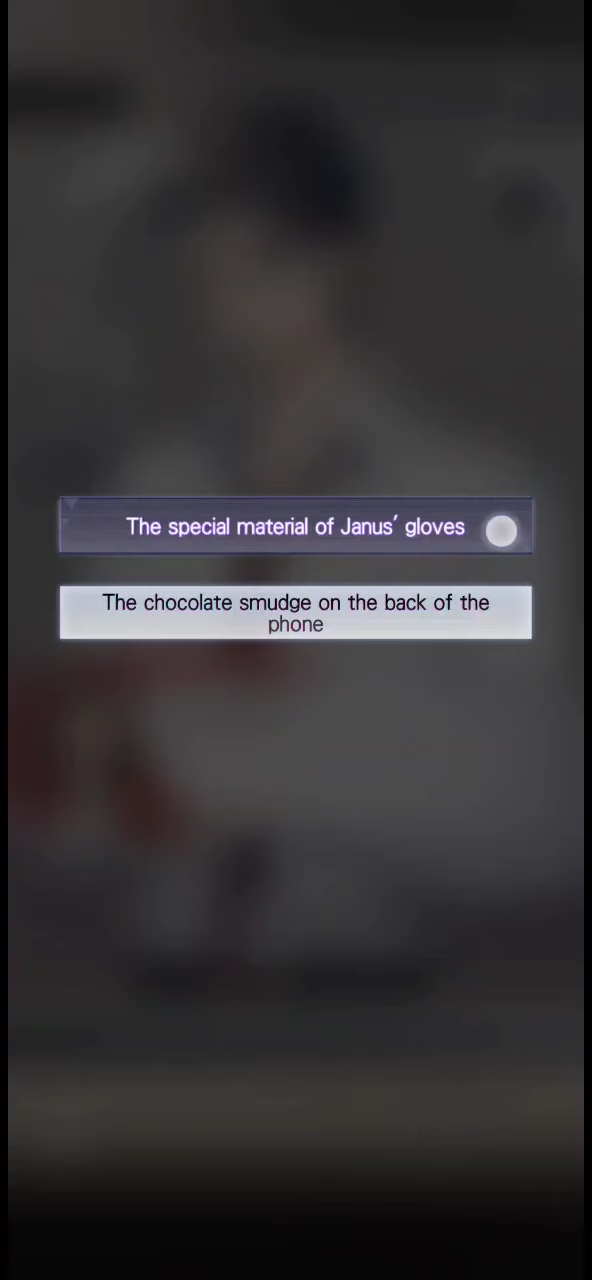 The special material of Janus' gloves
The chocolate smudge on the back of the
phone